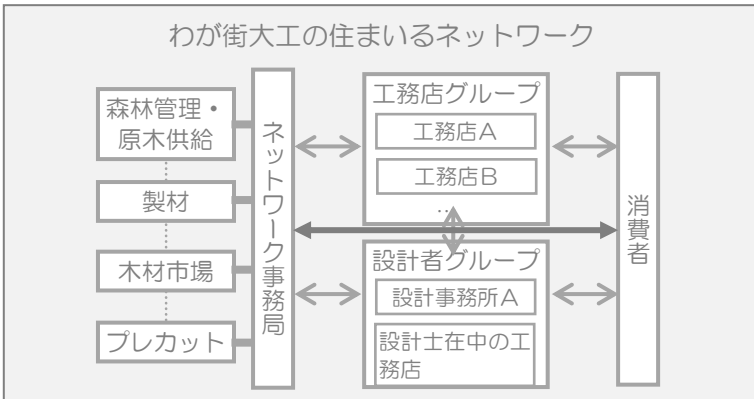 わが街大工の住まいるネットワーク
森林管理・
原木供給
製材
木材市場
プレカット
ネットワーク事務局
工務店グループ
工務店A
工務店B
…
設計者グループ
設計事務所A
設計士在中の工
務店
消費者